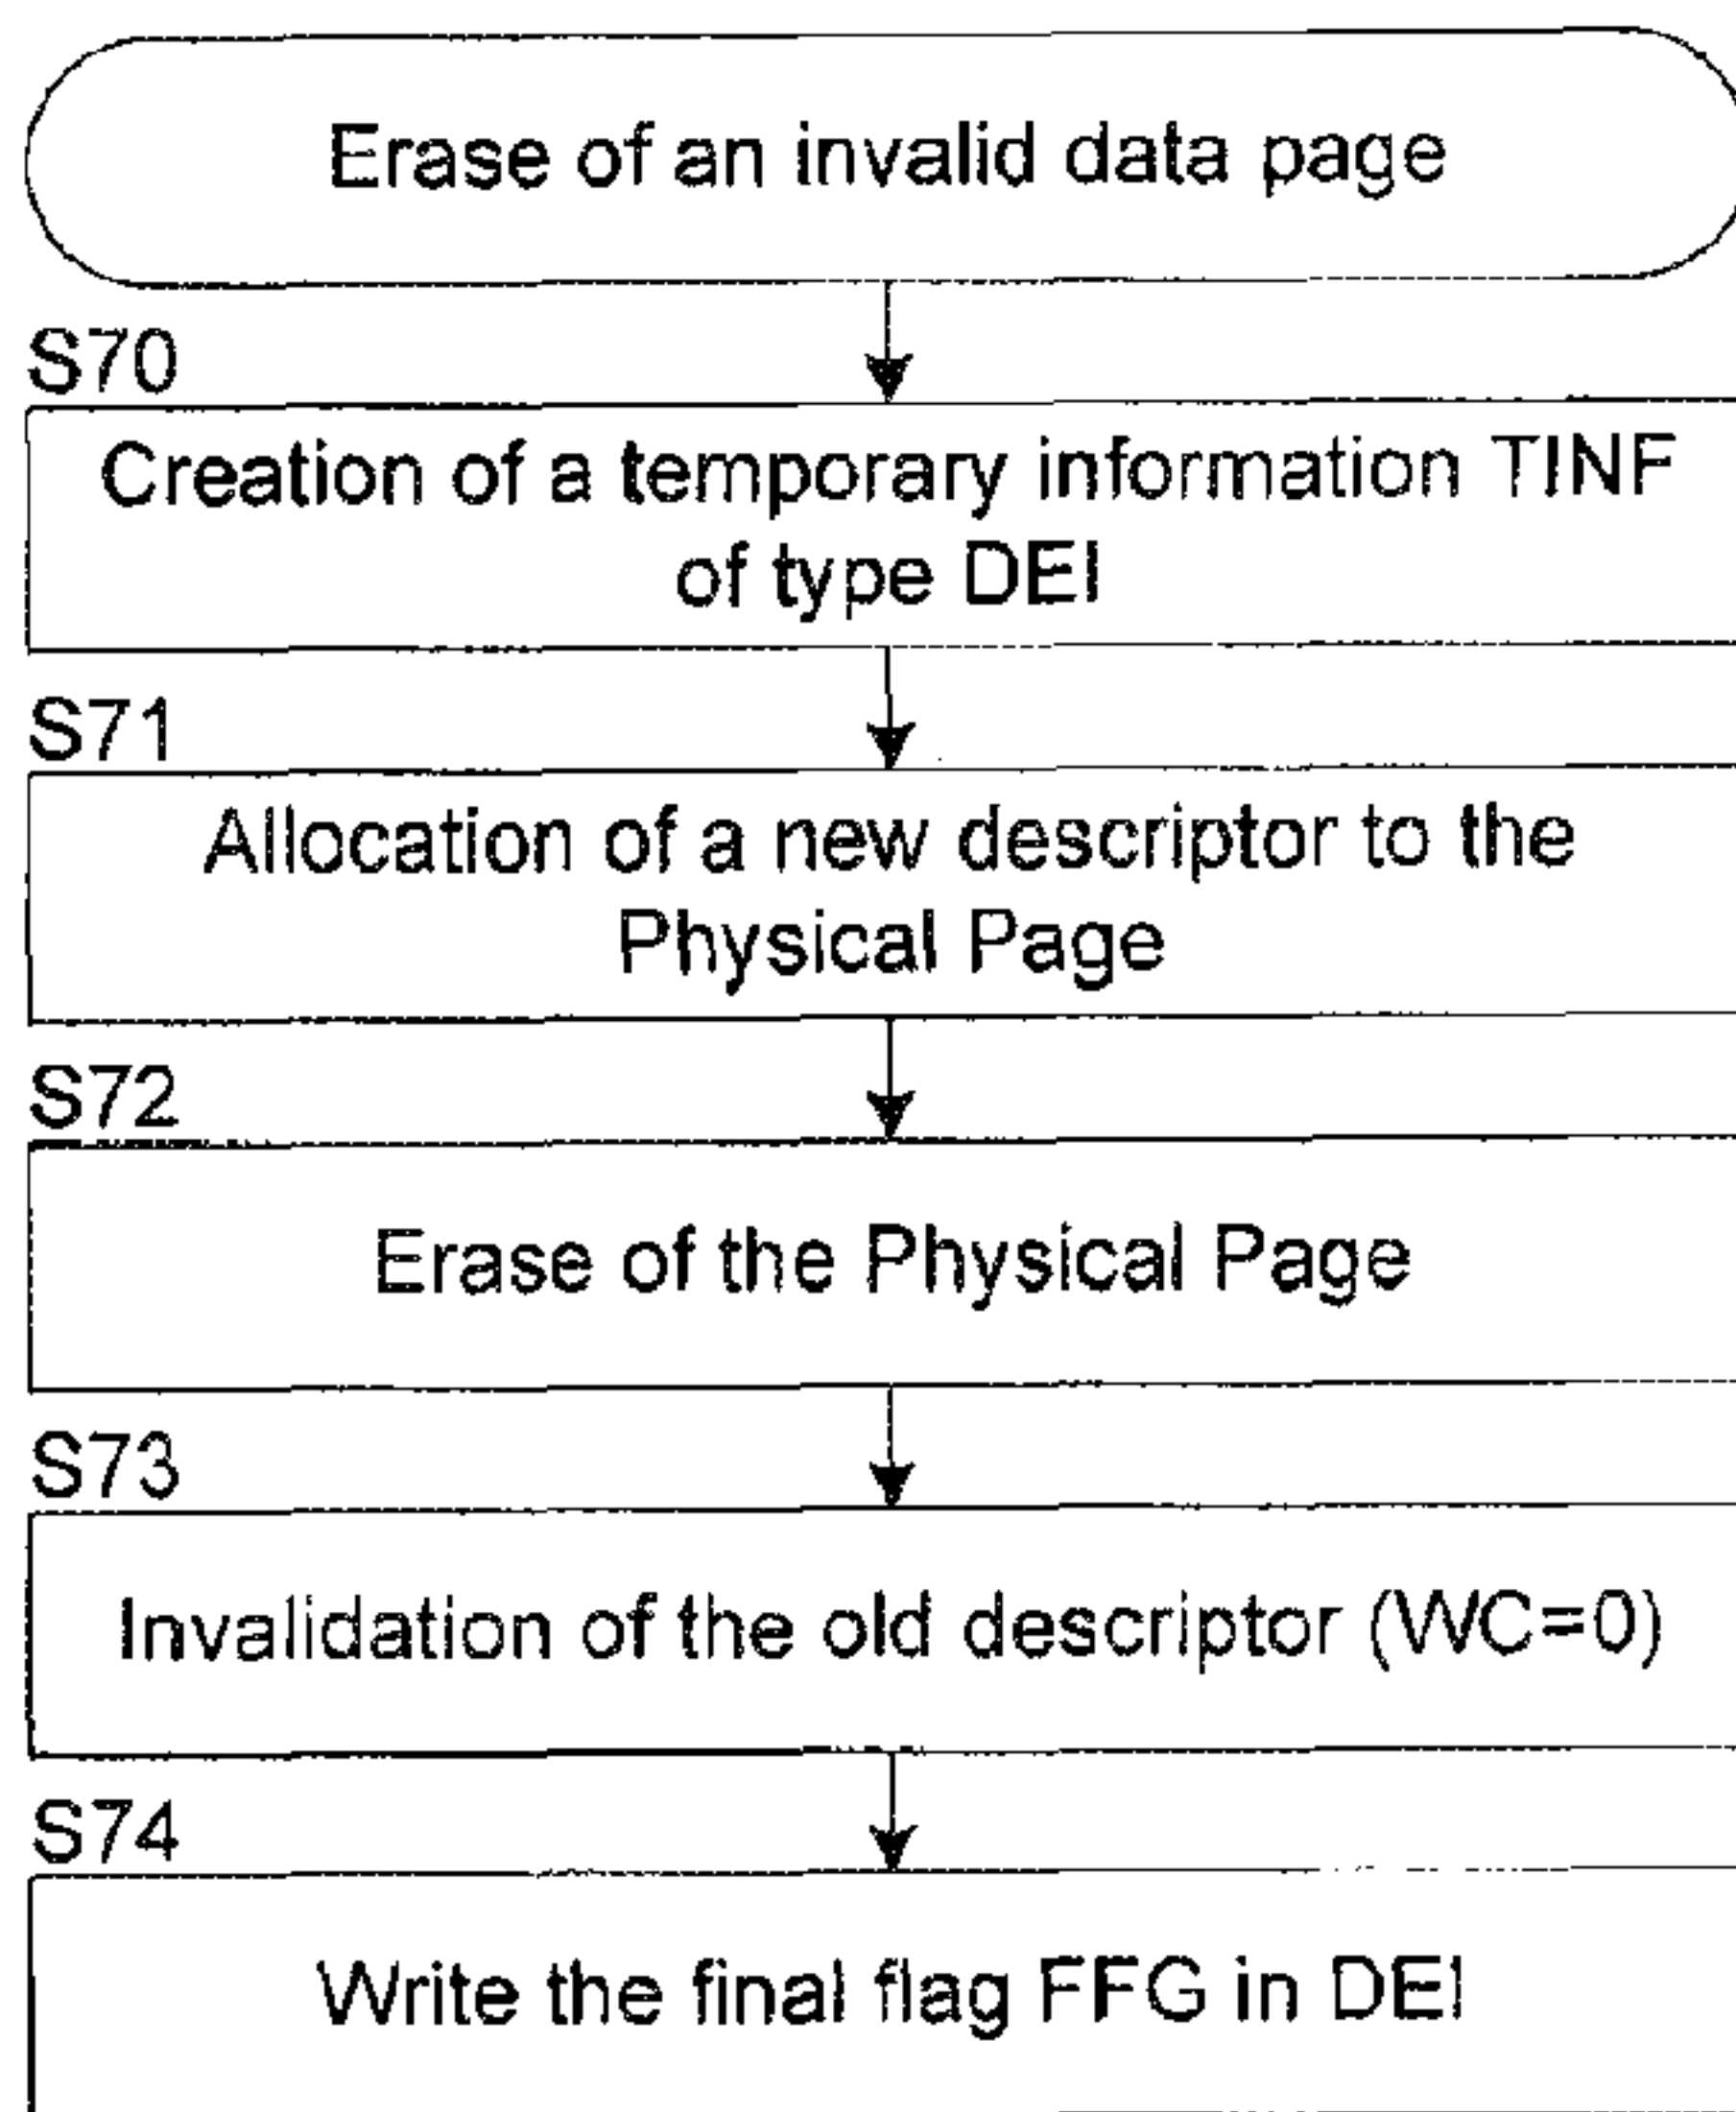 Erase of an invalid data page
S70
Creation of a temporary information TINF
of type DEI
S71
Allocation of a new descriptor to the
Physical Page
S72
Erase of the Physical Page
S73
Invalidation of the old descriptor (WC=0)
S74
Write the final flag FFG in DEI